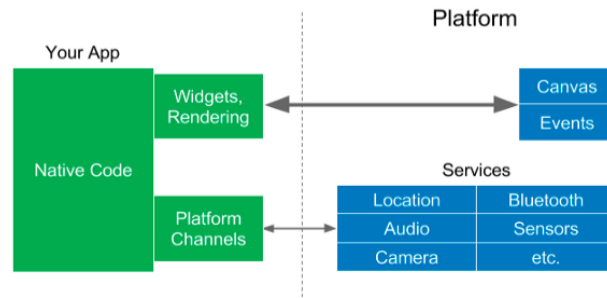 Platform
Your App
Widgets,
Rendering
Canvas
Events
Native Code
Services
Platform
Channels
Location
Bluetooth
Audio
Sensors
Camera
etc.